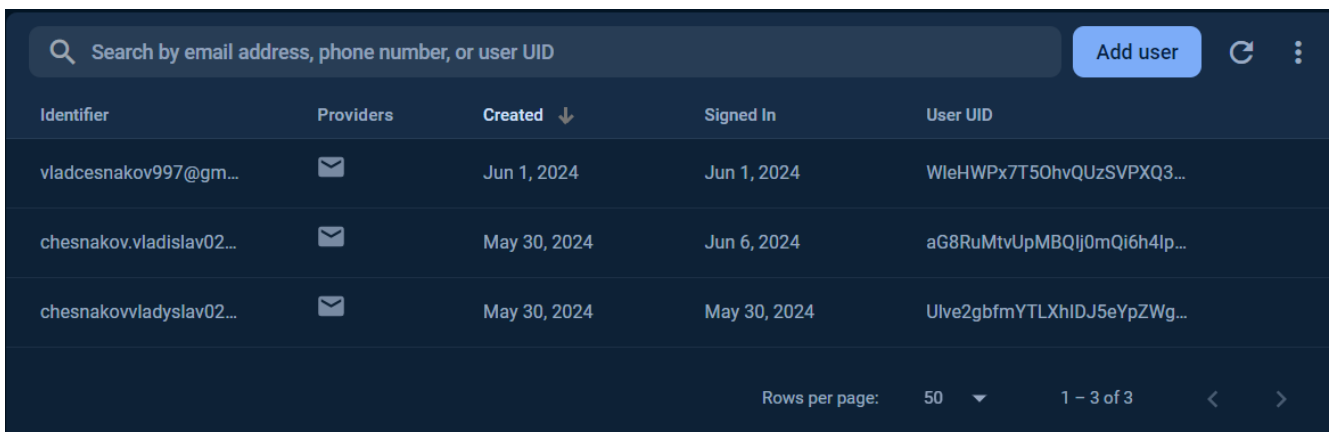 Search by email address, phone number, or user UID Add user
Identifier Providers Created Signed In User UID
vladcesnakov997@gm... Jun 1, 2024 Jun 1, 2024 WIeHWPx7T5OhvQUzSVPXQ3...
chesnakov.vladislav02... May 30, 2024 Jun 6, 2024 aG8RuMtvUpMBQIj0mQi6h4Ip...
chesnakovvladyslav02... May 30, 2024 May 30, 2024 UIve2gbfmYTLXhIDJ5eYpZWg...
Rows per page: 50 1 – 3 of 3